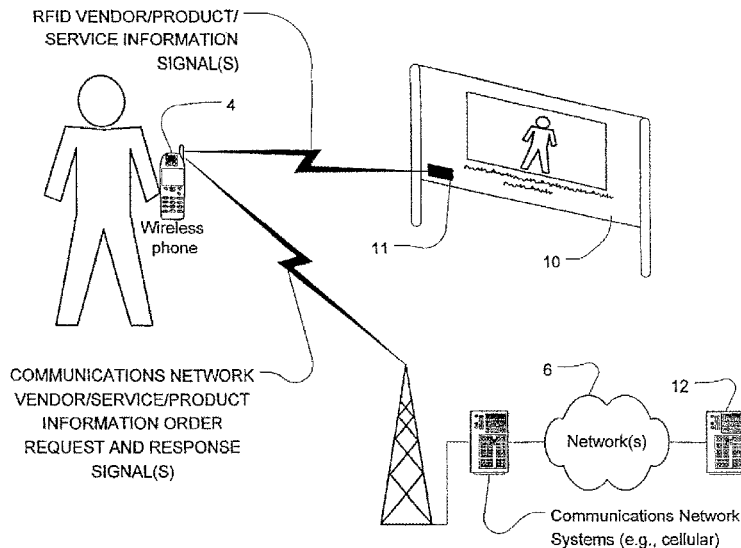 RFID VENDOR/PRODUCT/
SERVICE INFORMATION
SIGNAL(S)
4
Wireless
phone
11
10
COMMUNICATIONS NETWORK
VENDOR/SERVICE/PRODUCT
INFORMATION ORDER
REQUEST AND RESPONSE
SIGNAL(S)
6
12
Network(s)
Communications Network
Systems (e.g., cellular)